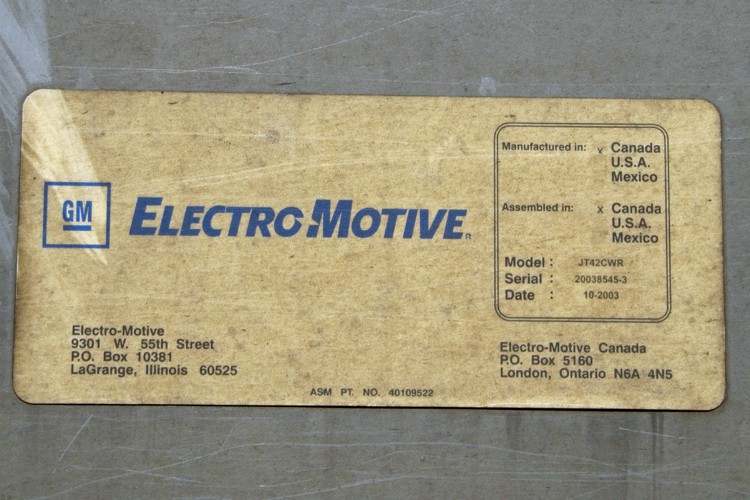 GM
ELECTRO-MOTIVE R
Manufactured in: x Canada
U.S.A.
Mexico
Assembled in: x Canada
U.S.A.
Mexico
Model : JT42CWR
Serial : 20038545-3
Date : 10-2003
Electro-Motive
9301 W. 55th Street
P.O. Box 10381
LaGrange, Illinois 60525
Electro-Motive Canada
P.O. Box 5160
London, Ontario N6A 4N5
ASM PT. NO. 40109522